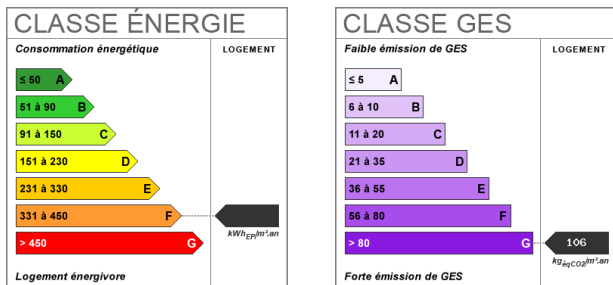 CLASSE ÉNERGIE
Consommation énergétique
LOGEMENT
≤ 50 A
51 à 90 B
91 à 150 C
151 à 230 D
231 à 330 E
331 à 450 F
> 450 G
kWhEP/m².an
Logement énergivore
CLASSE GES
Faible émission de GES
LOGEMENT
≤ 5 A
6 à 10 B
11 à 20 C
21 à 35 D
36 à 55 E
56 à 80 F
> 80 G
106
kgéqCO2/m².an
Forte émission de GES